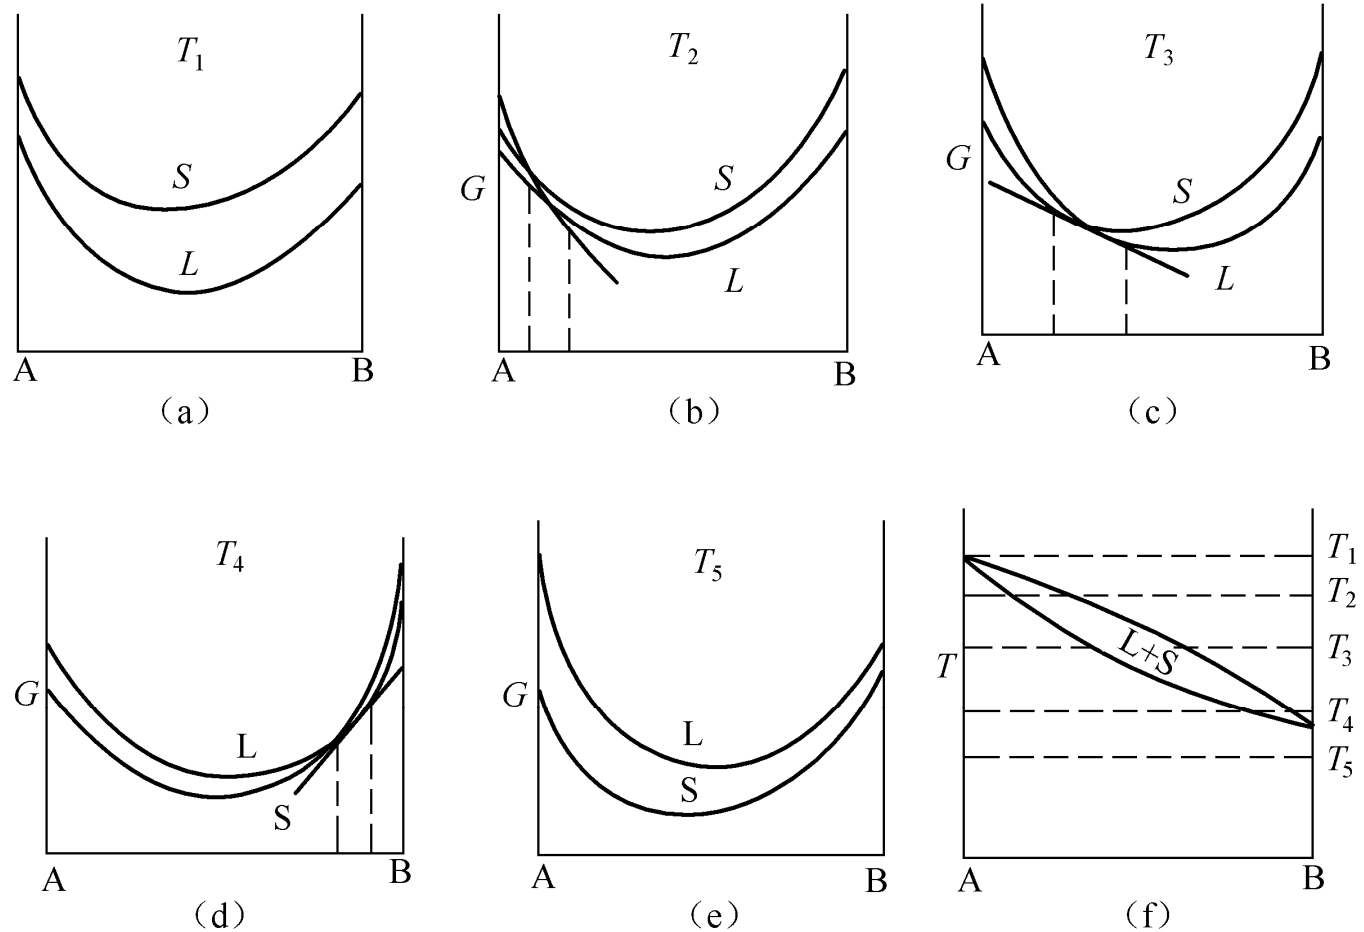 T₁
S
L
A B
（a）
T₂
G
S
L
A B
（b）
T₃
G
S
L
A B
（c）
T₄
G
L
S
A B
（d）
T₅
G
L
S
A B
（e）
T₁
T₂
L+S
T₃
T
T₄
T₅
A B
（f）